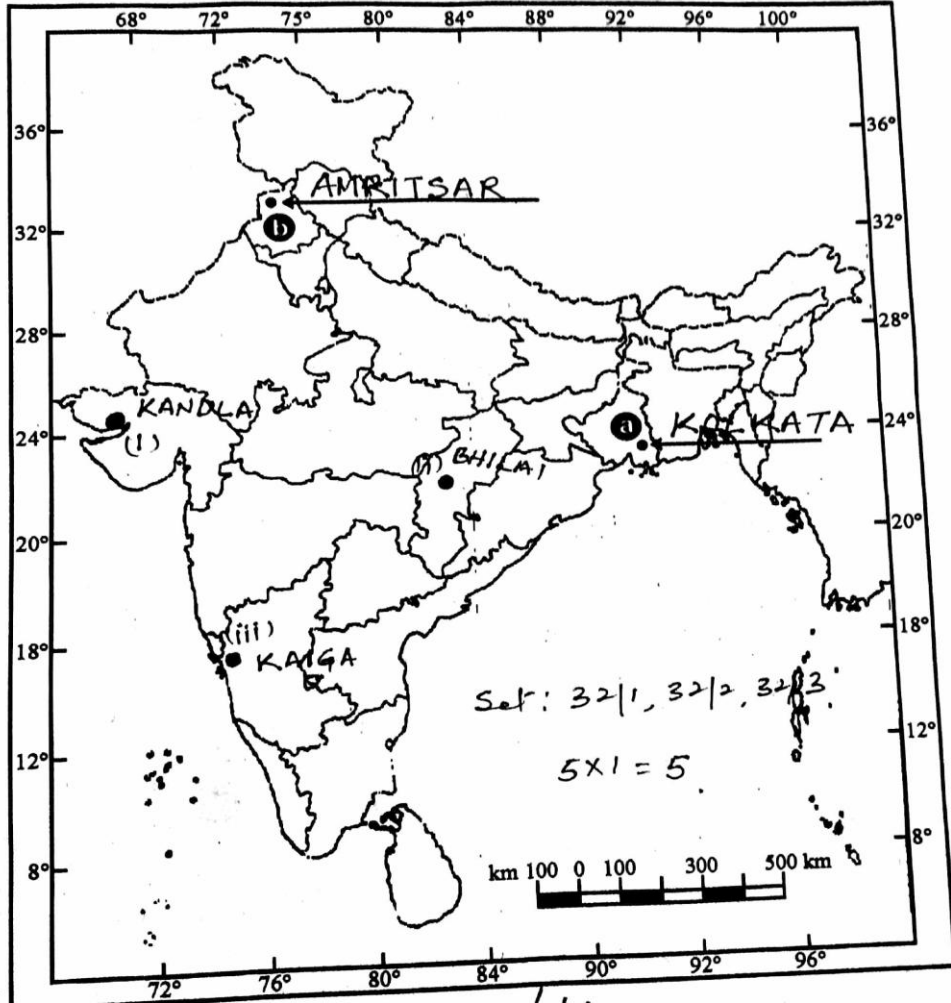 68° 72° 75° 80° 84° 88° 92° 96° 100°
36° 36°
AMRITSAR
b
32° 32°
28° 28°
KANDLA
(i)
a
KOLKATA
24° 24°
(ii) BHILAI
20° 20°
(iii)
KAIGA
18° 18°
Set: 32/1, 32/2, 32/3
5×1 = 5
12° 12°
km 100 0 100 300 500 km
8° 8°
72° 76° 80° 84° 90° 92° 96°